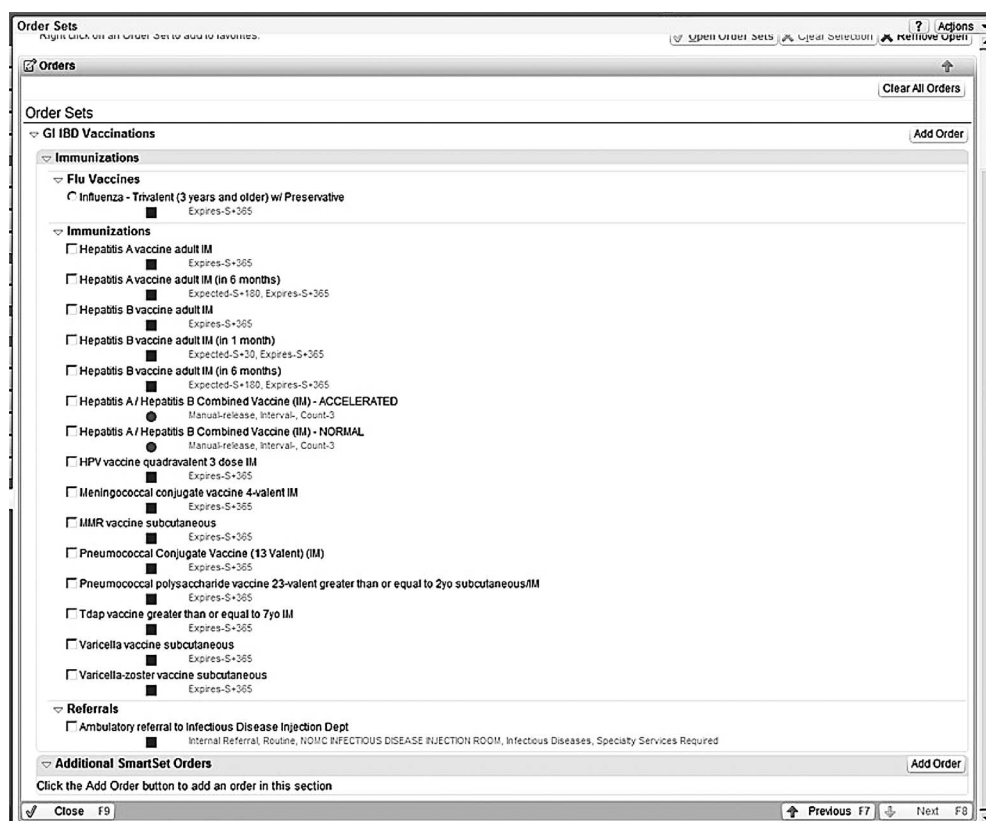 Order Sets
? Actions
Right click on an Order Set to add to favorites.
Open Order Sets Clear Selection Remove Open
Orders
Clear All Orders
Order Sets
GI IBD Vaccinations
Add Order
Immunizations
Flu Vaccines
Influenza - Trivalent (3 years and older) w/ Preservative
Expires-S+365
Immunizations
Hepatitis A vaccine adult IM
Expires-S+365
Hepatitis A vaccine adult IM (in 6 months)
Expected-S+180, Expires-S+365
Hepatitis B vaccine adult IM
Expires-S+365
Hepatitis B vaccine adult IM (in 1 month)
Expected-S+30, Expires-S+365
Hepatitis B vaccine adult IM (in 6 months)
Expected-S+180, Expires-S+365
Hepatitis A / Hepatitis B Combined Vaccine (IM) - ACCELERATED
Manual-release, Interval-, Count-3
Hepatitis A / Hepatitis B Combined Vaccine (IM) - NORMAL
Manual-release, Interval-, Count-3
HPV vaccine quadravalent 3 dose IM
Expires-S+365
Meningococcal conjugate vaccine 4-valent IM
Expires-S+365
MMR vaccine subcutaneous
Expires-S+365
Pneumococcal Conjugate Vaccine (13 Valent) (IM)
Expires-S+365
Pneumococcal polysaccharide vaccine 23-valent greater than or equal to 2yo subcutaneous/IM
Expires-S+365
Tdap vaccine greater than or equal to 7yo IM
Expires-S+365
Varicella vaccine subcutaneous
Expires-S+365
Varicella-zoster vaccine subcutaneous
Expires-S+365
Referrals
Ambulatory referral to Infectious Disease Injection Dept
Internal Referral, Routine, NOMC INFECTIOUS DISEASE INJECTION ROOM, Infectious Diseases, Specialty Services Required
Additional SmartSet Orders
Add Order
Click the Add Order button to add an order in this section
Close F9
Previous F7 Next F8